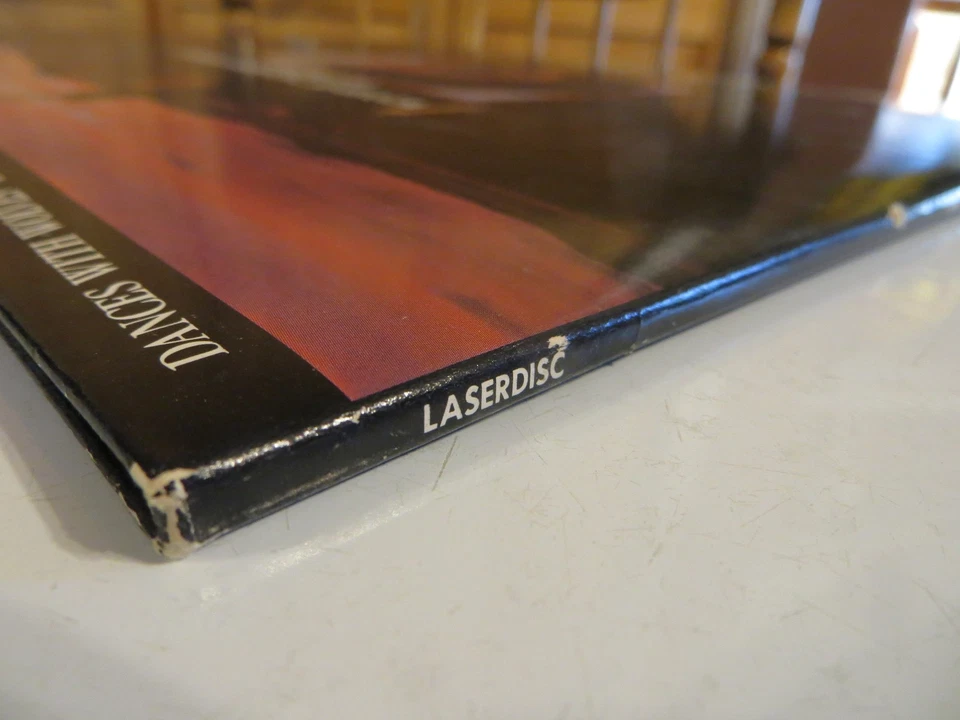 DANCES WITH WOLVES
LASERDISC